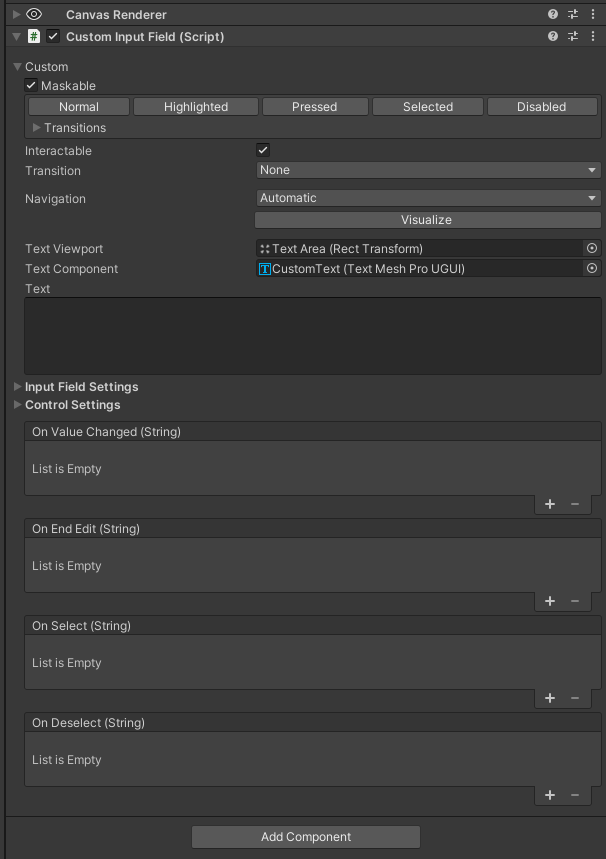 Canvas Renderer
# Custom Input Field (Script)
Custom
Maskable
Normal Highlighted Pressed Selected Disabled
Transitions
Interactable
Transition None
Navigation Automatic
Visualize
Text Viewport Text Area (Rect Transform)
Text Component CustomText (Text Mesh Pro UGUI)
Text
Input Field Settings
Control Settings
On Value Changed (String)
List is Empty
+ −
On End Edit (String)
List is Empty
+ −
On Select (String)
List is Empty
+ −
On Deselect (String)
List is Empty
+ −
Add Component